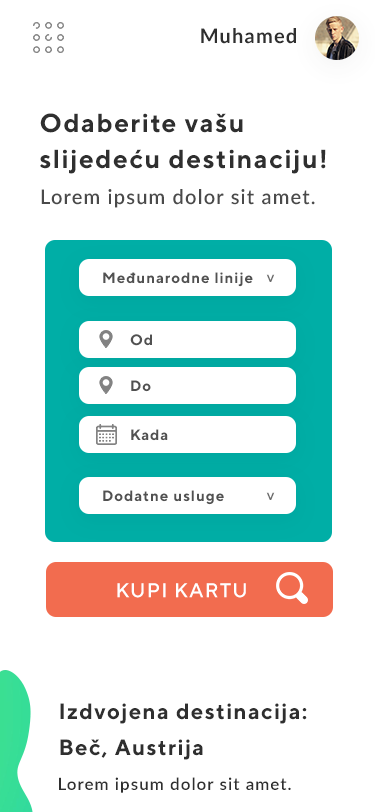 Muhamed
Odaberite vašu
slijedeću destinaciju!
Lorem ipsum dolor sit amet.
Međunarodne linije v
Od
Do
Kada
Dodatne usluge v
KUPI KARTU
Izdvojena destinacija:
Beč, Austrija
Lorem ipsum dolor sit amet.